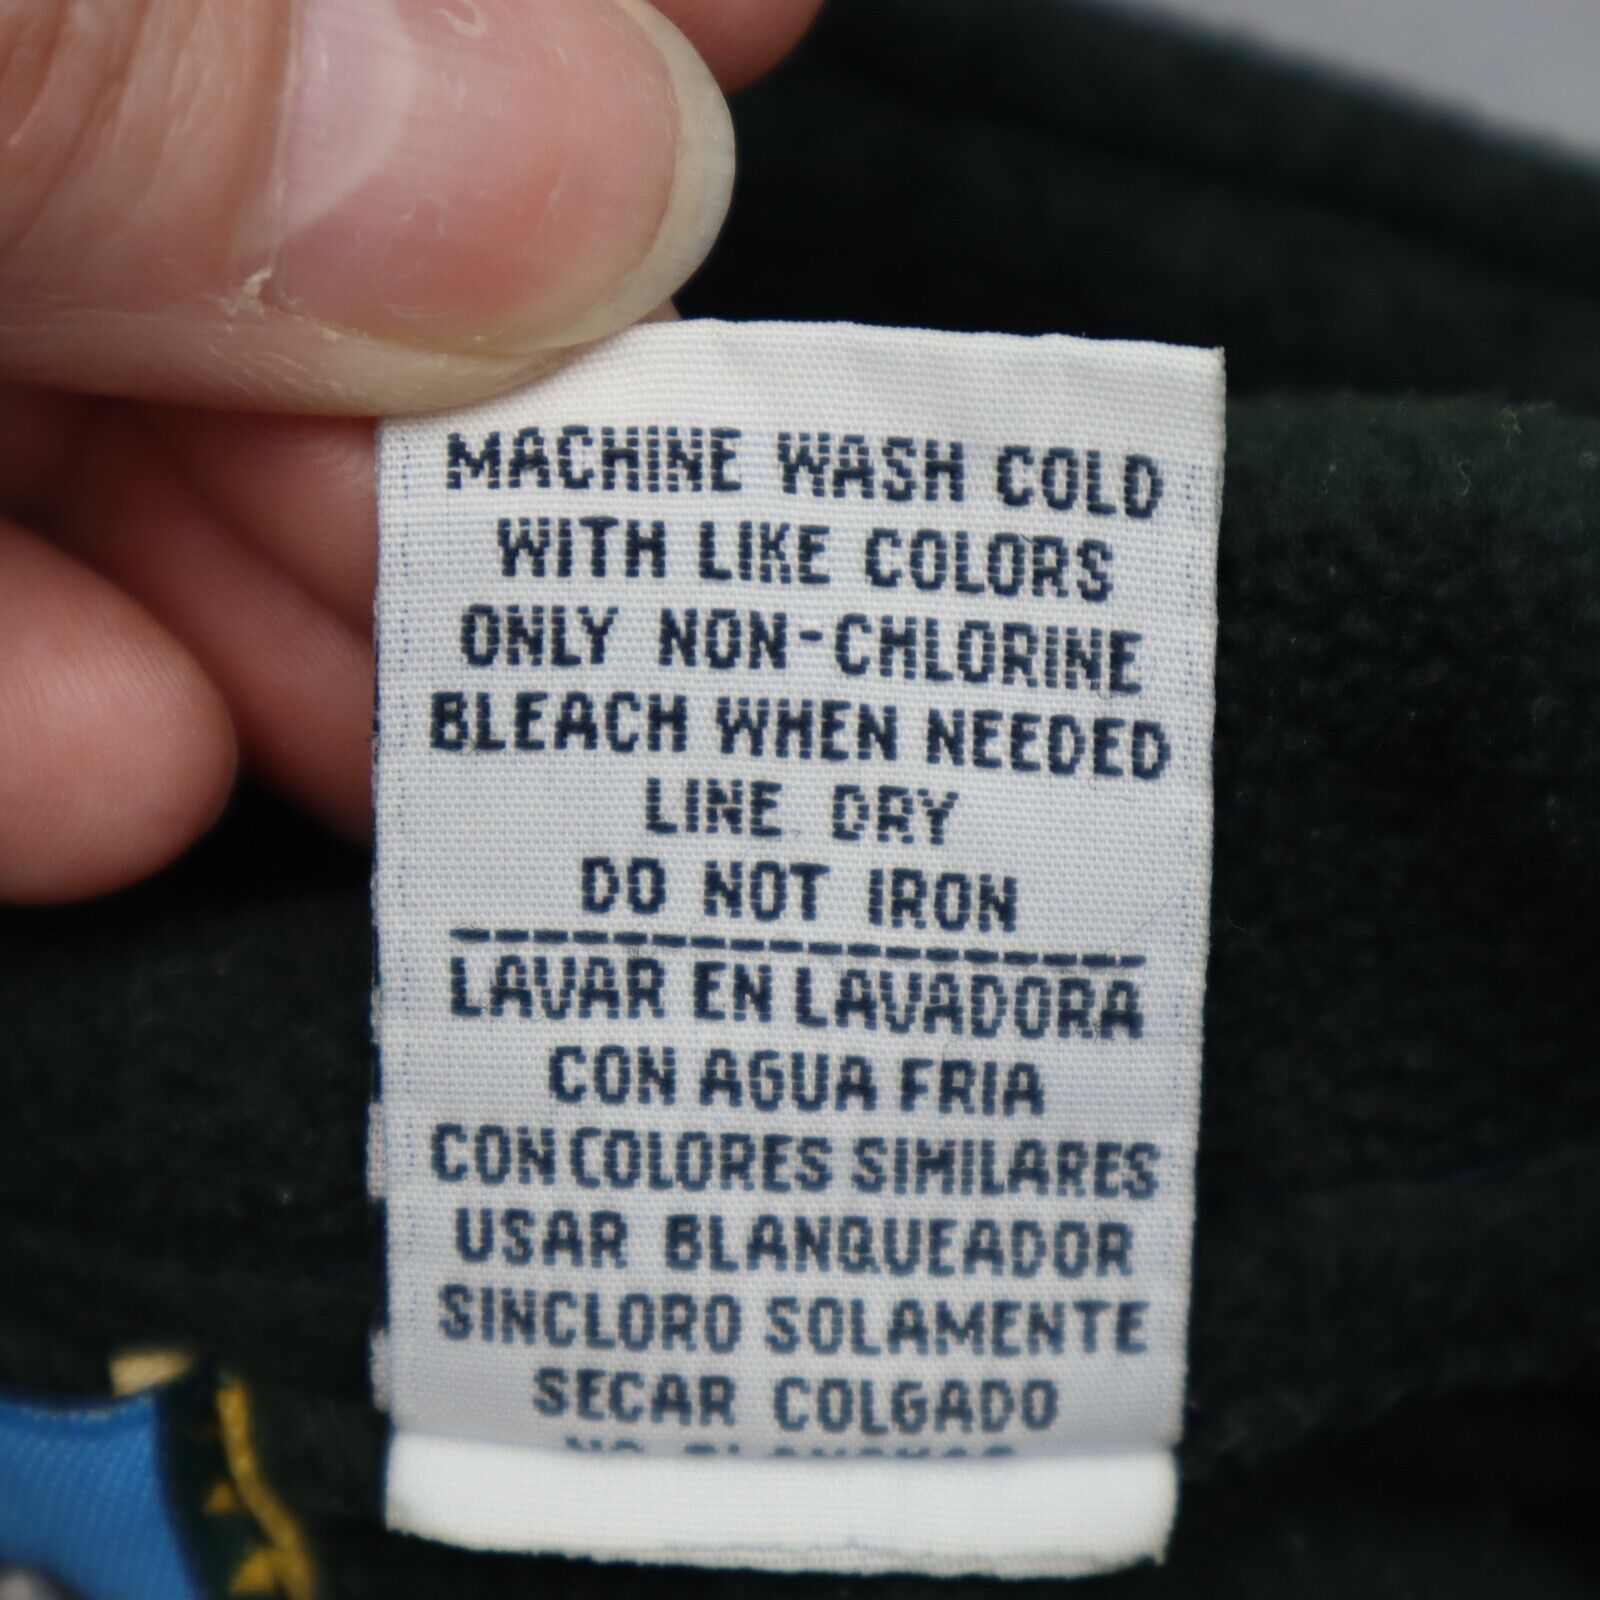 MACHINE WASH COLD
WITH LIKE COLORS
ONLY NON-CHLORINE
BLEACH WHEN NEEDED
LINE DRY
DO NOT IRON
LAVAR EN LAVADORA
CON AGUA FRIA
CON COLORES SIMILARES
USAR BLANQUEADOR
SINCLORO SOLAMENTE
SECAR COLGADO